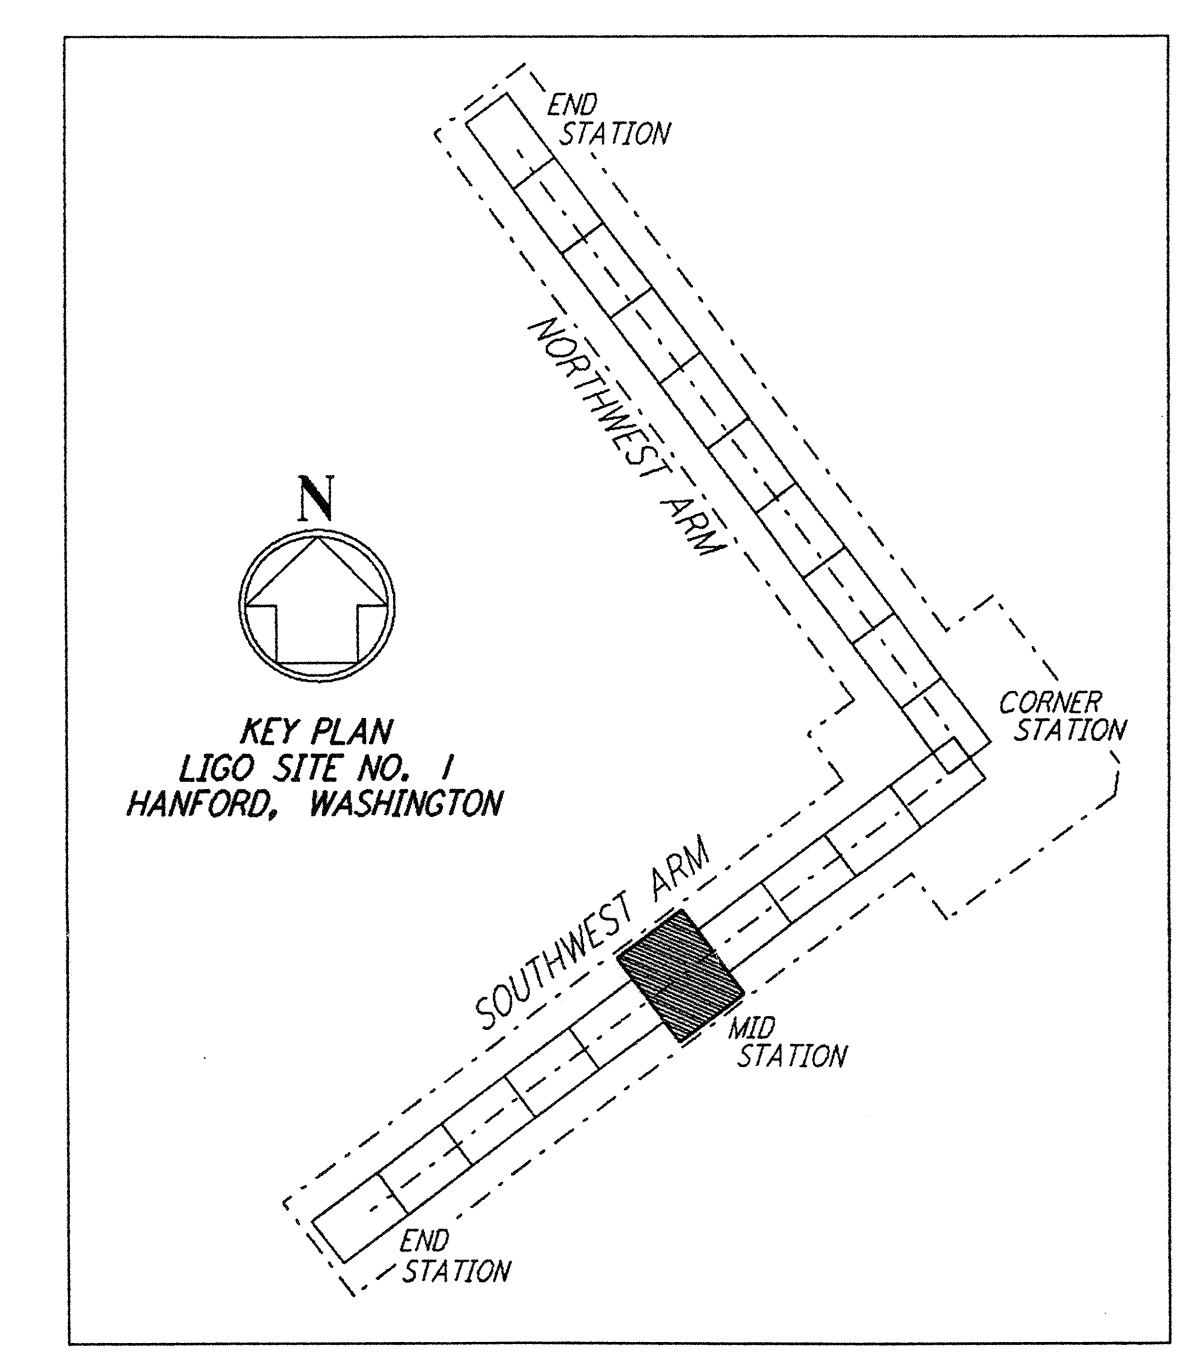 END
STATION
NORTHWEST ARM
N
CORNER
STATION
KEY PLAN
LIGO SITE NO. 1
HANFORD, WASHINGTON
SOUTHWEST ARM
MID
STATION
END
STATION